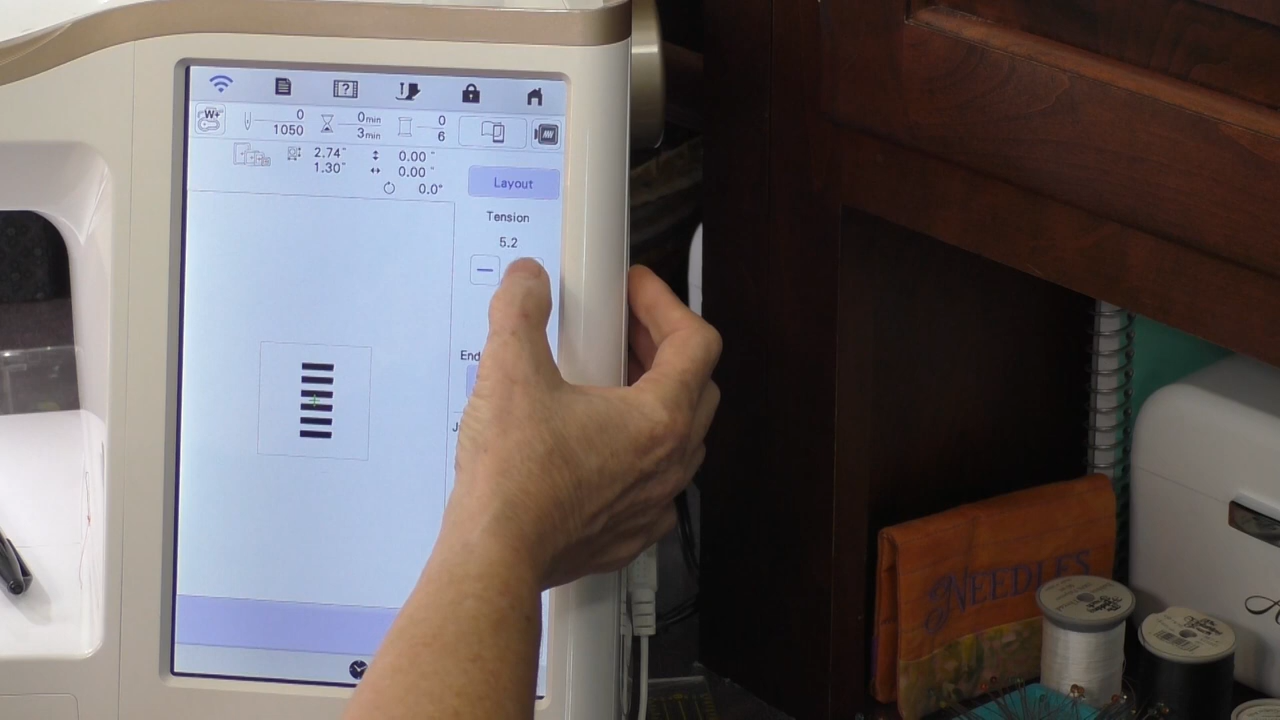 W+
0
1050
0min
3min
0
6
2.74"
1.30"
0.00"
0.00"
0.0°
Layout
Tension
5.2
End
J
NEEDLES